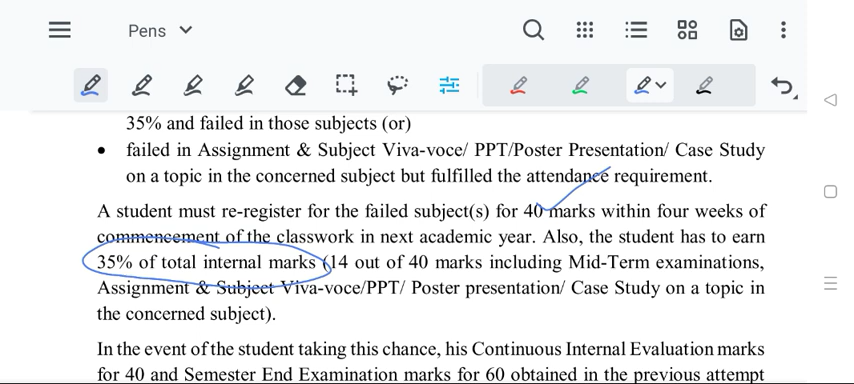 Pens
35% and failed in those subjects (or)
• failed in Assignment & Subject Viva-voce/ PPT/Poster Presentation/ Case Study
on a topic in the concerned subject but fulfilled the attendance requirement.
A student must re-register for the failed subject(s) for 40 marks within four weeks of
commencement of the classwork in next academic year. Also, the student has to earn
35% of total internal marks (14 out of 40 marks including Mid-Term examinations,
Assignment & Subject Viva-voce/PPT/ Poster presentation/ Case Study on a topic in
the concerned subject).
In the event of the student taking this chance, his Continuous Internal Evaluation marks
for 40 and Semester End Examination marks for 60 obtained in the previous attempt